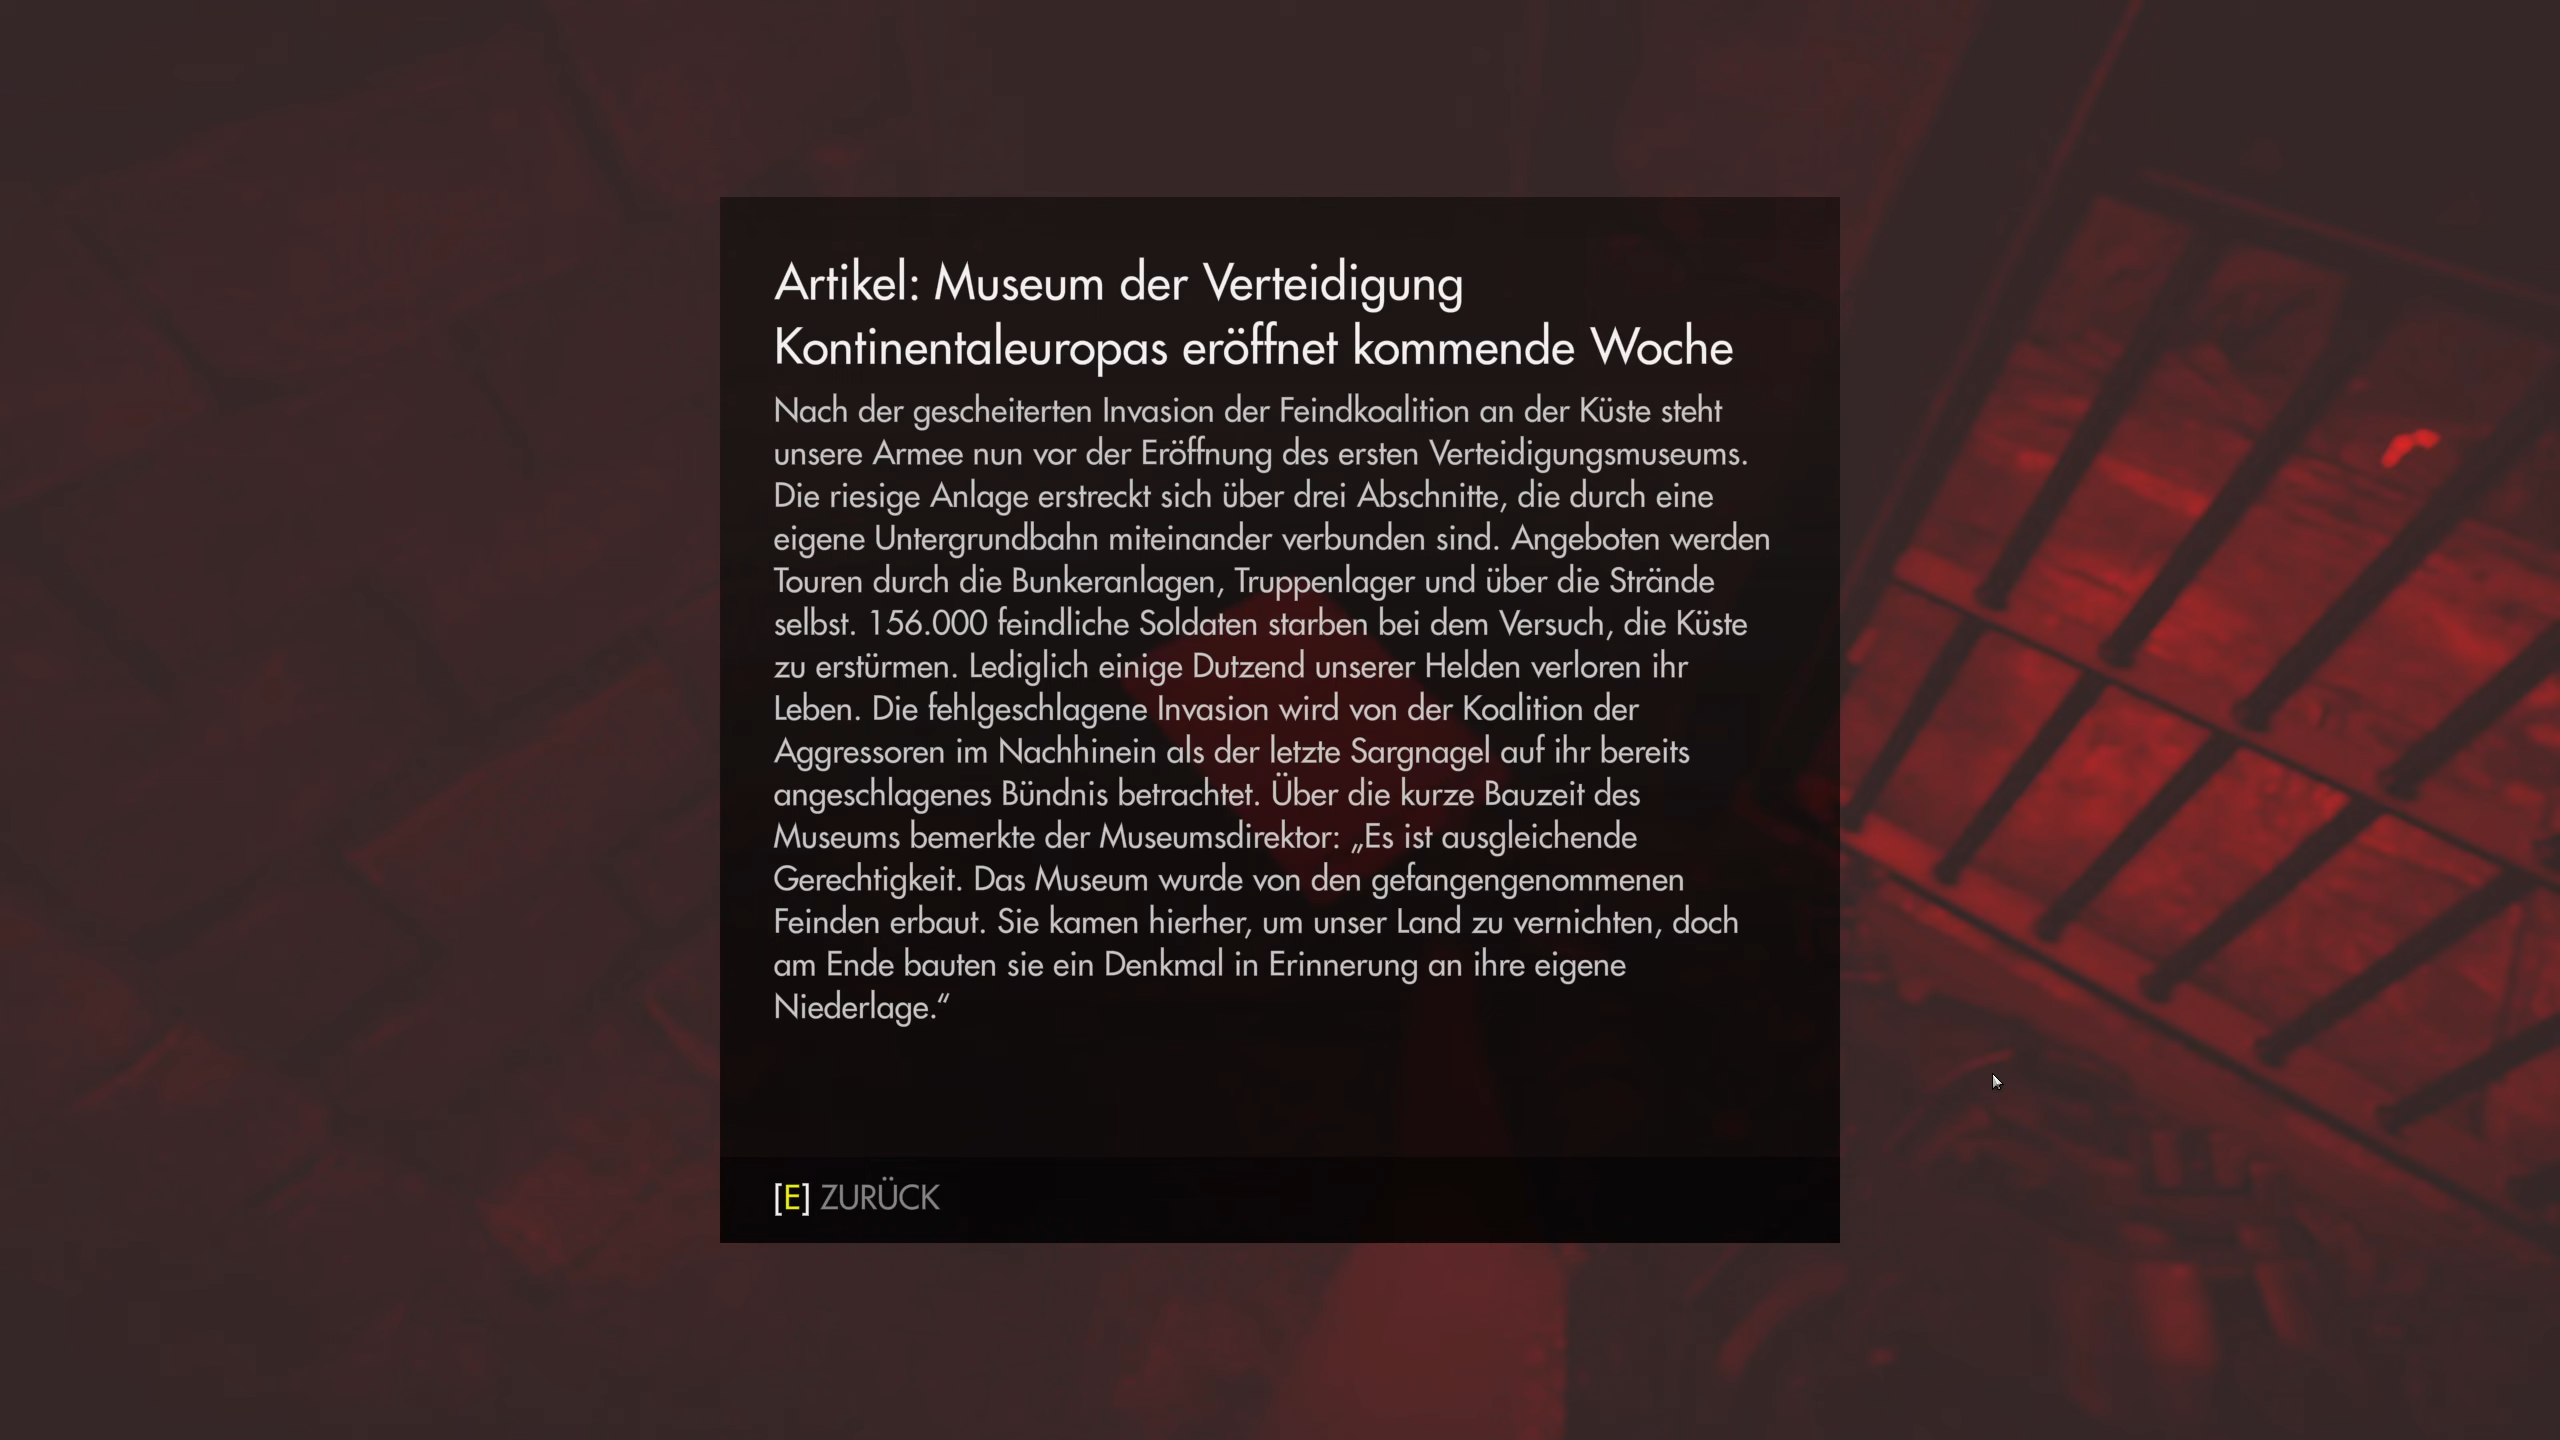 Artikel: Museum der Verteidigung
Kontinentaleuropas eröffnet kommende Woche
Nach der gescheiterten Invasion der Feindkoalition an der Küste steht
unsere Armee nun vor der Eröffnung des ersten Verteidigungsmuseums.
Die riesige Anlage erstreckt sich über drei Abschnitte, die durch eine
eigene Untergrundbahn miteinander verbunden sind. Angeboten werden
Touren durch die Bunkeranlagen, Truppenlager und über die Strände
selbst. 156.000 feindliche Soldaten starben bei dem Versuch, die Küste
zu erstürmen. Lediglich einige Dutzend unserer Helden verloren ihr
Leben. Die fehlgeschlagene Invasion wird von der Koalition der
Aggressoren im Nachhinein als der letzte Sargnagel auf ihr bereits
angeschlagenes Bündnis betrachtet. Über die kurze Bauzeit des
Museums bemerkte der Museumsdirektor: „Es ist ausgleichende
Gerechtigkeit. Das Museum wurde von den gefangengenommenen
Feinden erbaut. Sie kamen hierher, um unser Land zu vernichten, doch
am Ende bauten sie ein Denkmal in Erinnerung an ihre eigene
Niederlage.“
[E] ZURÜCK